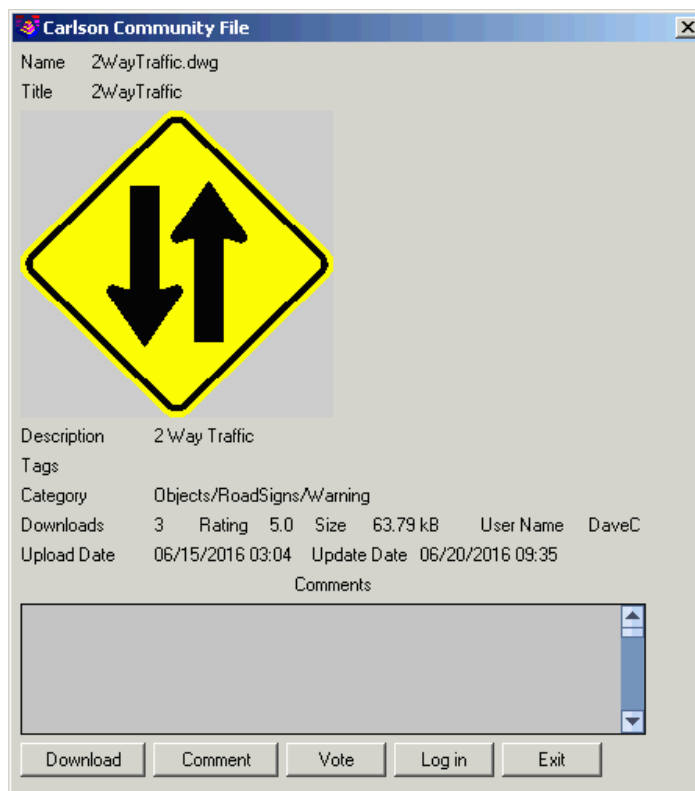 Carlson Community File
Name 2WayTraffic.dwg
Title 2WayTraffic
Description 2 Way Traffic
Tags
Category Objects/RoadSigns/Warning
Downloads 3 Rating 5.0 Size 63.79 kB User Name DaveC
Upload Date 06/15/2016 03:04 Update Date 06/20/2016 09:35
Comments
Download Comment Vote Log in Exit